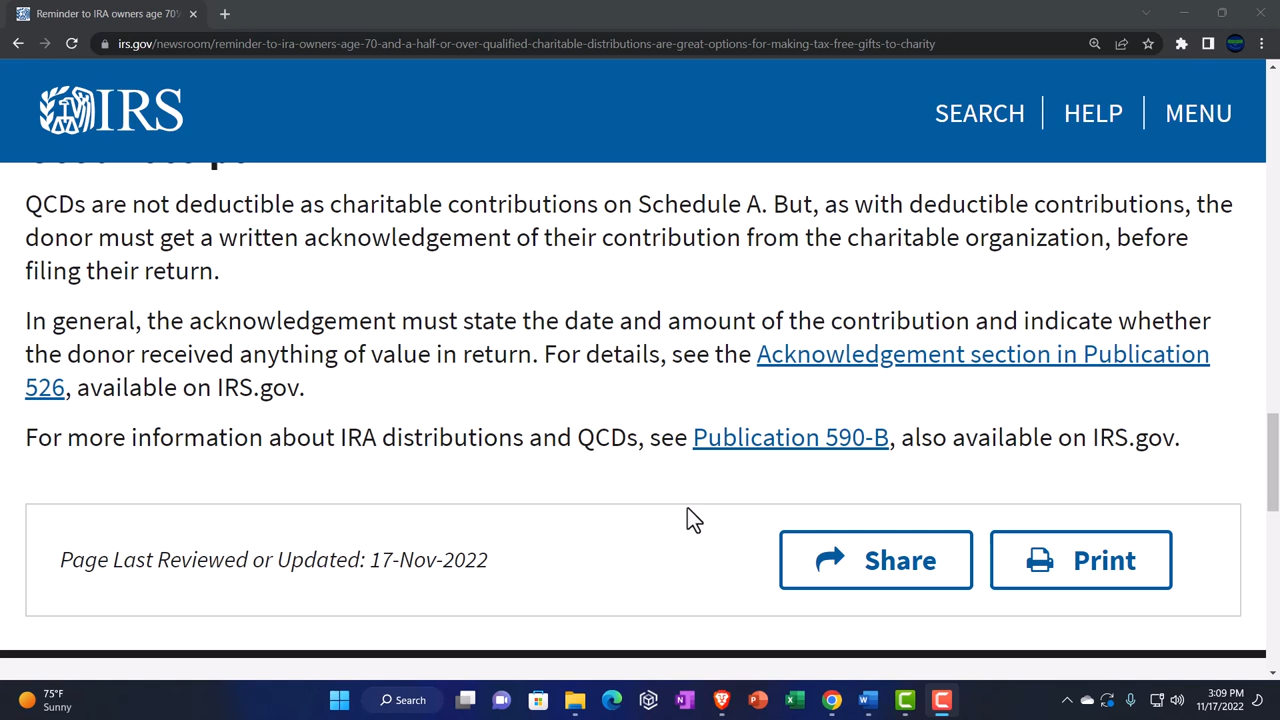 Reminder to IRA owners age 70½
irs.gov/newsroom/reminder-to-ira-owners-age-70-and-a-half-or-over-qualified-charitable-distributions-are-great-options-for-making-tax-free-gifts-to-charity
IRS
SEARCH
HELP
MENU
QCDs are not deductible as charitable contributions on Schedule A. But, as with deductible contributions, the
donor must get a written acknowledgement of their contribution from the charitable organization, before
filing their return.
In general, the acknowledgement must state the date and amount of the contribution and indicate whether
the donor received anything of value in return. For details, see the Acknowledgement section in Publication
526, available on IRS.gov.
For more information about IRA distributions and QCDs, see Publication 590-B, also available on IRS.gov.
Page Last Reviewed or Updated: 17-Nov-2022
Share
Print
75°F
Sunny
Search
3:09 PM
11/17/2022